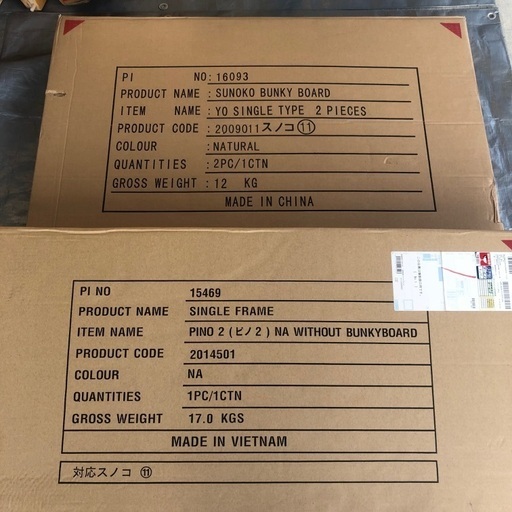 PI NO: 16093
PRODUCT NAME : SUNOKO BUNKY BOARD
ITEM NAME : YO SINGLE TYPE 2 PIECES
PRODUCT CODE : 2009011スノコ⑪
COLOUR : NATURAL
QUANTITIES : 2PC/1CTN
GROSS WEIGHT : 12 KG
MADE IN CHINA
PI NO 15469
PRODUCT NAME SINGLE FRAME
ITEM NAME PINO 2 (ピノ2) NA WITHOUT BUNKYBOARD
PRODUCT CODE 2014501
COLOUR NA
QUANTITIES 1PC/1CTN
GROSS WEIGHT 17.0 KGS
MADE IN VIETNAM
対応スノコ ⑪